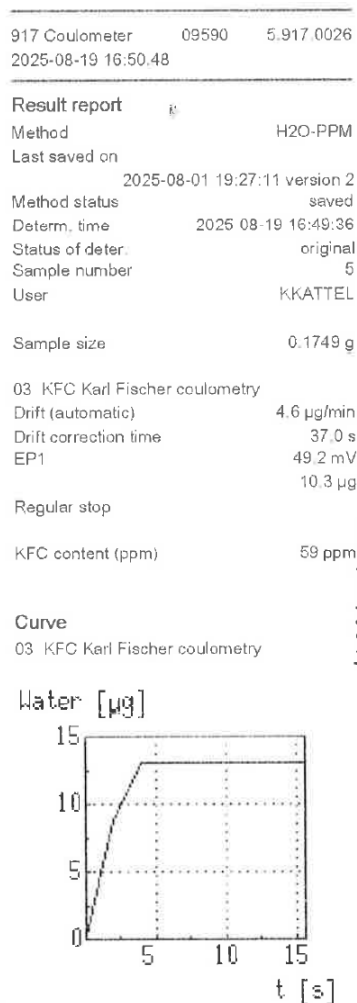 917 Coulometer 09590 5.917.0026
2025-08-19 16:50.48
Result report
Method H2O-PPM
Last saved on
2025-08-01 19:27:11 version 2
Method status saved
Determ. time 2025 08-19 16:49:36
Status of deter. original
Sample number 5
User KKATTEL
Sample size 0.1749 g
03 KFC Karl Fischer coulometry
Drift (automatic) 4.6 µg/min
Drift correction time 37.0 s
EP1 49.2 mV
10.3 µg
Regular stop
KFC content (ppm) 59 ppm
Curve
03 KFC Karl Fischer coulometry
Water [µg]
15
10
5
0
5 10 15
t [s]